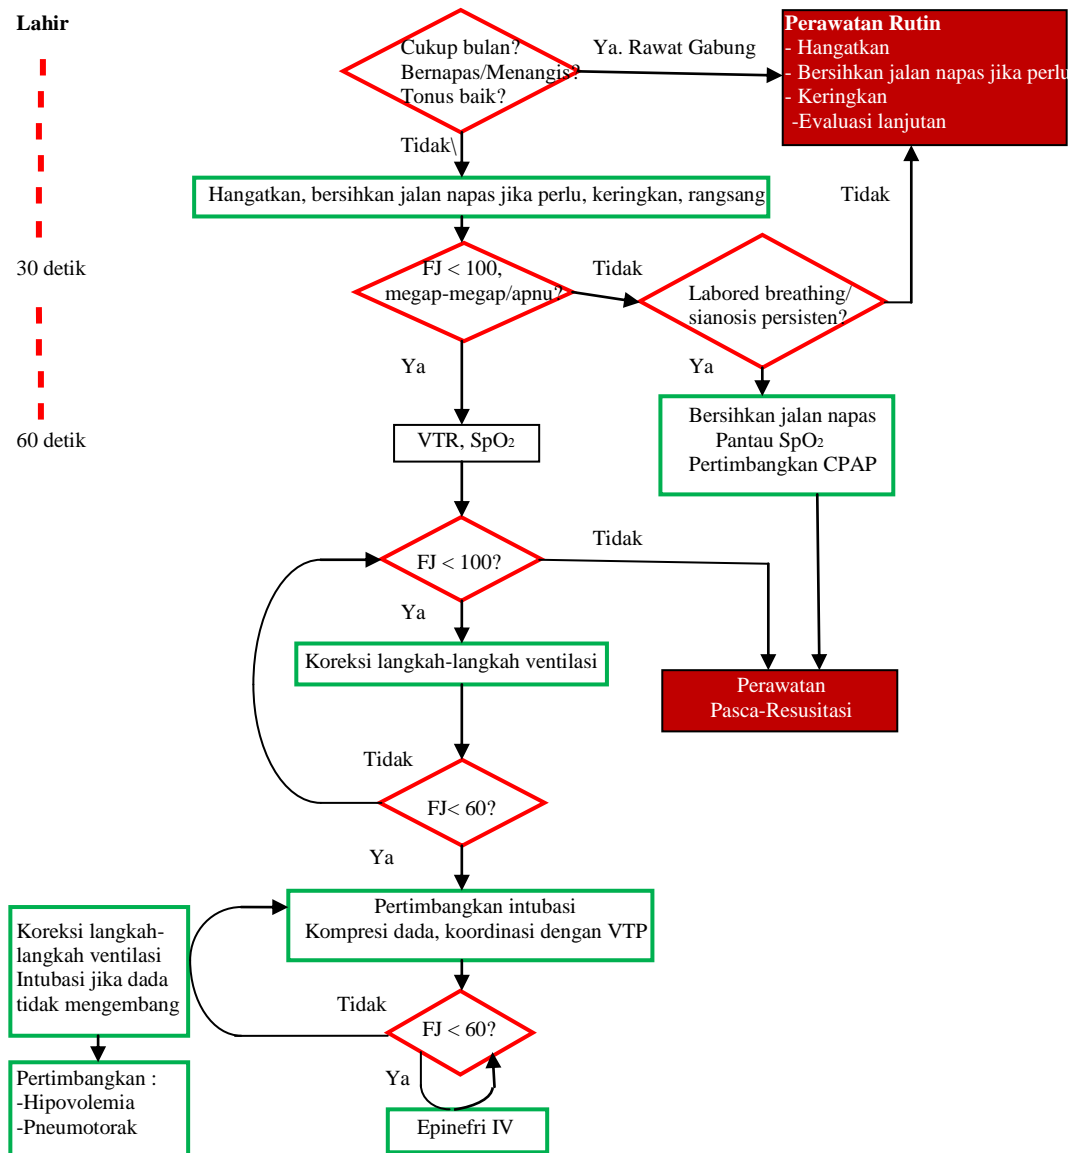 Lahir
Cukup bulan?
Bernapas/Menangis?
Tonus baik?
Ya. Rawat Gabung
Perawatan Rutin
- Hangatkan
- Bersihkan jalan napas jika perlu
- Keringkan
-Evaluasi lanjutan
Tidak\
Hangatkan, bersihkan jalan napas jika perlu, keringkan, rangsang
Tidak
30 detik
FJ < 100,
megap-megap/apnu?
Tidak
Labored breathing/
sianosis persisten?
Ya
Ya
60 detik
VTR, SpO2
Bersihkan jalan napas
Pantau SpO2
Pertimbangkan CPAP
FJ < 100?
Tidak
Ya
Koreksi langkah-langkah ventilasi
Perawatan
Pasca-Resusitasi
Tidak
FJ< 60?
Ya
Pertimbangkan intubasi
Kompresi dada, koordinasi dengan VTP
Koreksi langkah-
langkah ventilasi
Intubasi jika dada
tidak mengembang
Tidak
FJ < 60?
Ya
Pertimbangkan :
-Hipovolemia
-Pneumotorak
Epinefri IV